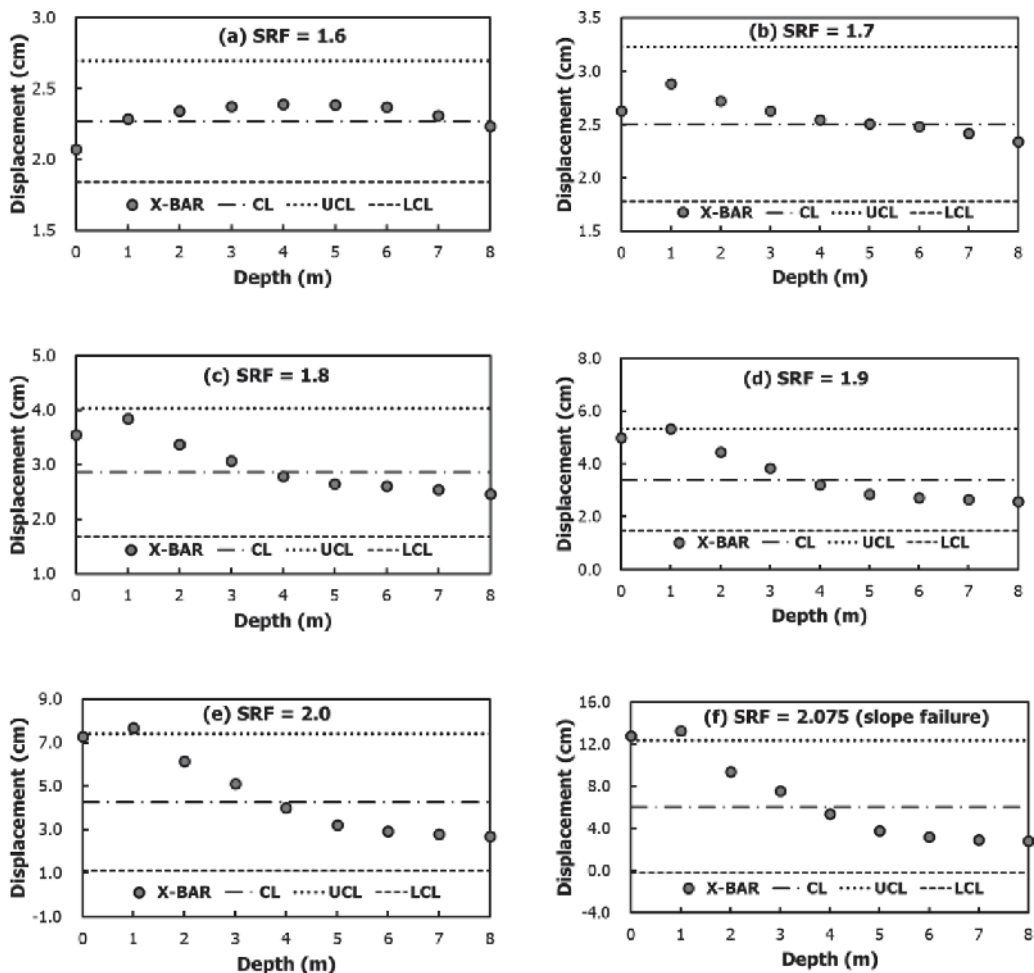 (a) SRF = 1.6
Displacement (cm)
3.0
2.5
2.0
1.5
X-BAR CL UCL LCL
0 1 2 3 4 5 6 7 8
Depth (m)
(b) SRF = 1.7
Displacement (cm)
3.5
3.0
2.5
2.0
1.5
X-BAR CL UCL LCL
0 1 2 3 4 5 6 7 8
Depth (m)
(c) SRF = 1.8
Displacement (cm)
5.0
4.0
3.0
2.0
1.0
X-BAR CL UCL LCL
0 1 2 3 4 5 6 7 8
Depth (m)
(d) SRF = 1.9
Displacement (cm)
8.0
6.0
4.0
2.0
0.0
X-BAR CL UCL LCL
0 1 2 3 4 5 6 7 8
Depth (m)
(e) SRF = 2.0
Displacement (cm)
9.0
7.0
5.0
3.0
1.0
-1.0
X-BAR CL UCL LCL
0 1 2 3 4 5 6 7 8
Depth (m)
(f) SRF = 2.075 (slope failure)
Displacement (cm)
16.0
12.0
8.0
4.0
0.0
-4.0
X-BAR CL UCL LCL
0 1 2 3 4 5 6 7 8
Depth (m)